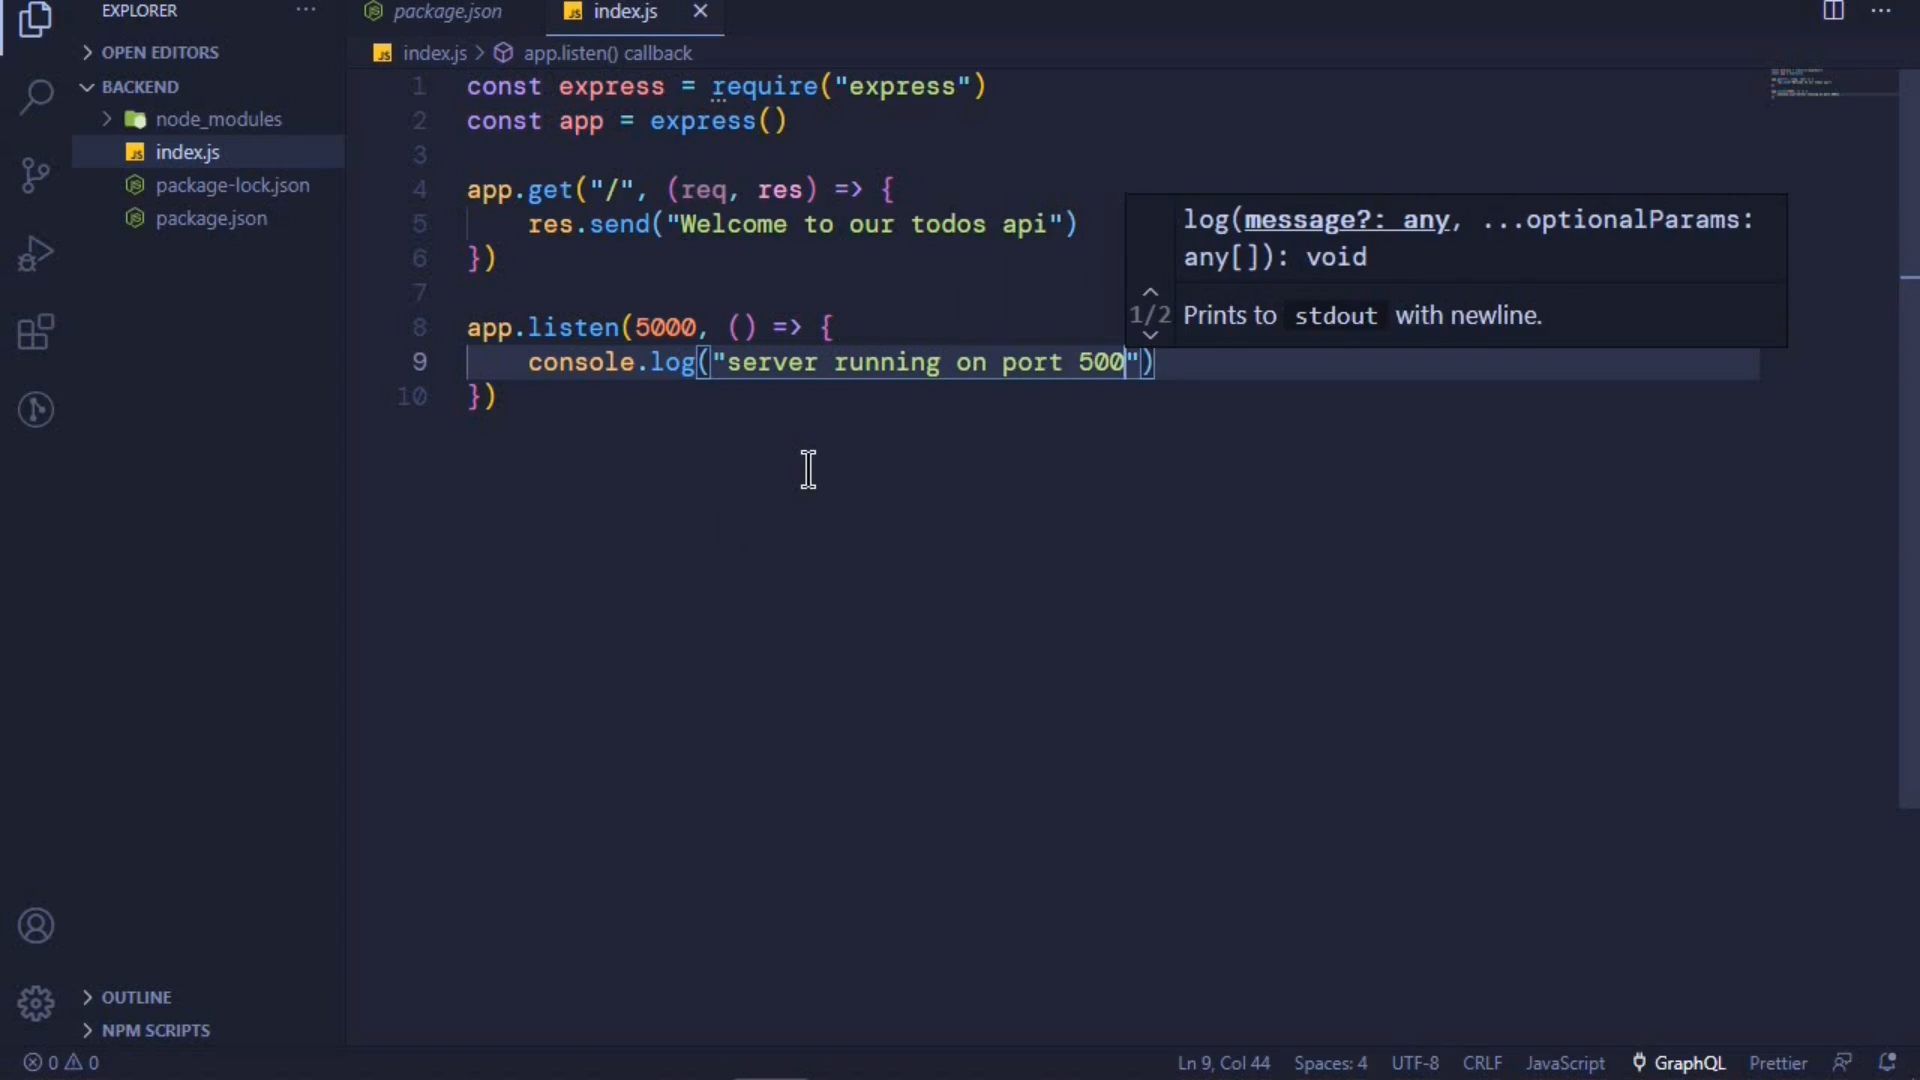 EXPLORER
OPEN EDITORS
BACKEND
node_modules
index.js
package-lock.json
package.json
OUTLINE
NPM SCRIPTS
package.json
index.js
index.js > app.listen() callback
1 const express = require("express")
2 const app = express()
3
4 app.get("/", (req, res) => {
5 res.send("Welcome to our todos api")
6 })
7
8 app.listen(5000, () => {
9 console.log("server running on port 500")
10 })
log(message?: any, ...optionalParams:
any[]): void
1/2 Prints to stdout with newline.
0 0
Ln 9, Col 44 Spaces: 4 UTF-8 CRLF JavaScript GraphQL Prettier